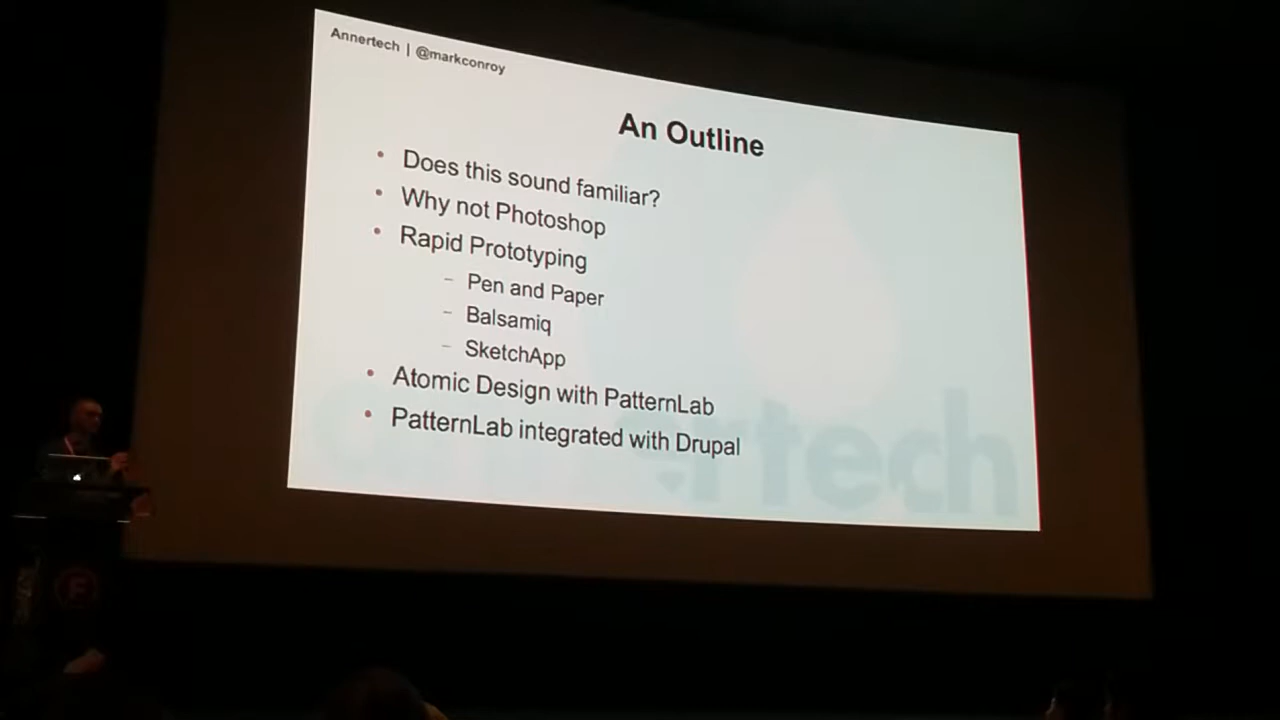 Annertech | @markconroy
An Outline
• Does this sound familiar?
• Why not Photoshop
• Rapid Prototyping
– Pen and Paper
– Balsamiq
– SketchApp
• Atomic Design with PatternLab
• PatternLab integrated with Drupal
annertech